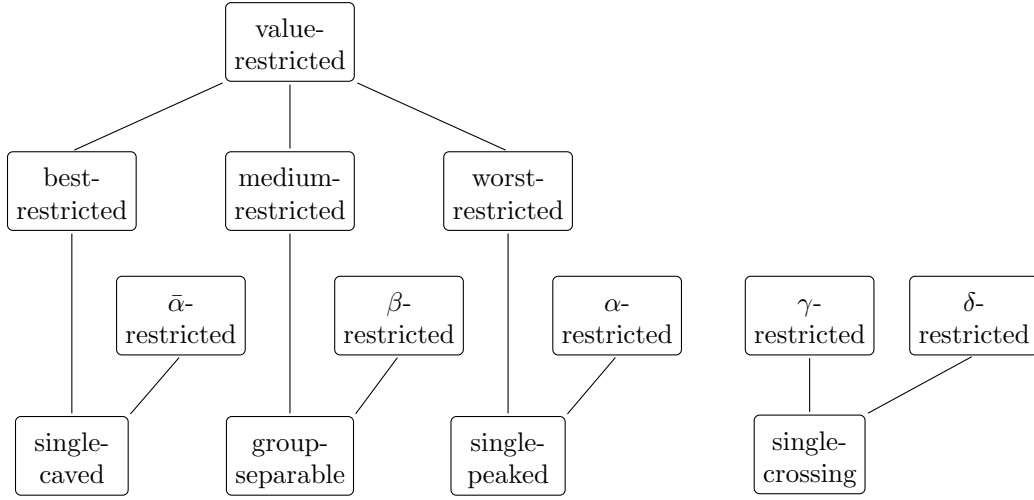 value-
restricted
best-
restricted
medium-
restricted
worst-
restricted
ᾱ-
restricted
β-
restricted
α-
restricted
γ-
restricted
δ-
restricted
single-
caved
group-
separable
single-
peaked
single-
crossing